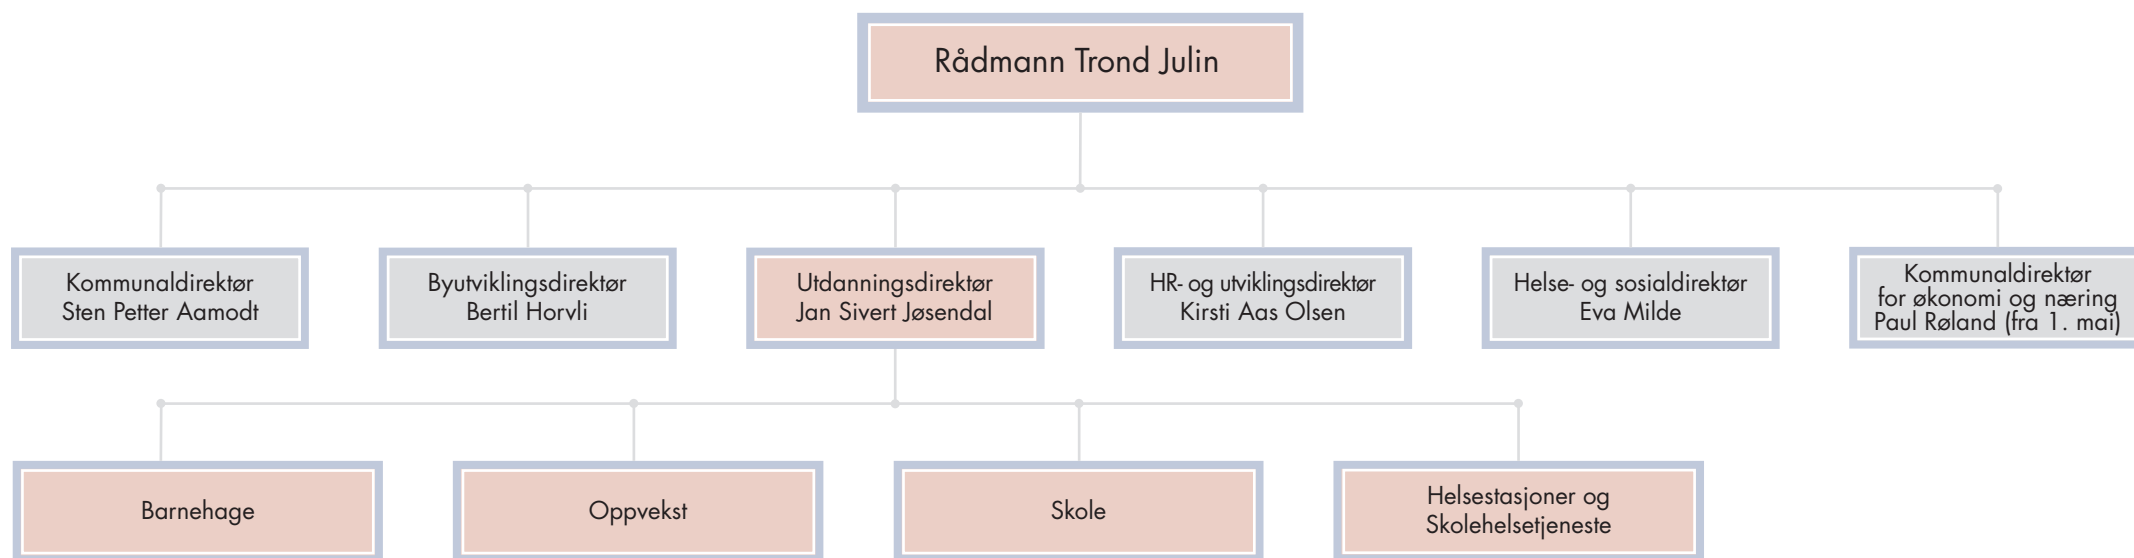 Rådmann Trond Julin
Kommunaldirektør
Sten Petter Aamodt
Byutviklingsdirektør
Bertil Horvli
Utdanningsdirektør
Jan Sivert Jøsendal
HR- og utviklingsdirektør
Kirsti Aas Olsen
Helse- og sosialdirektør
Eva Milde
Kommunaldirektør
for økonomi og næring
Paul Røland (fra 1. mai)
Barnehage
Oppvekst
Skole
Helsestasjoner og
Skolehelsetjeneste